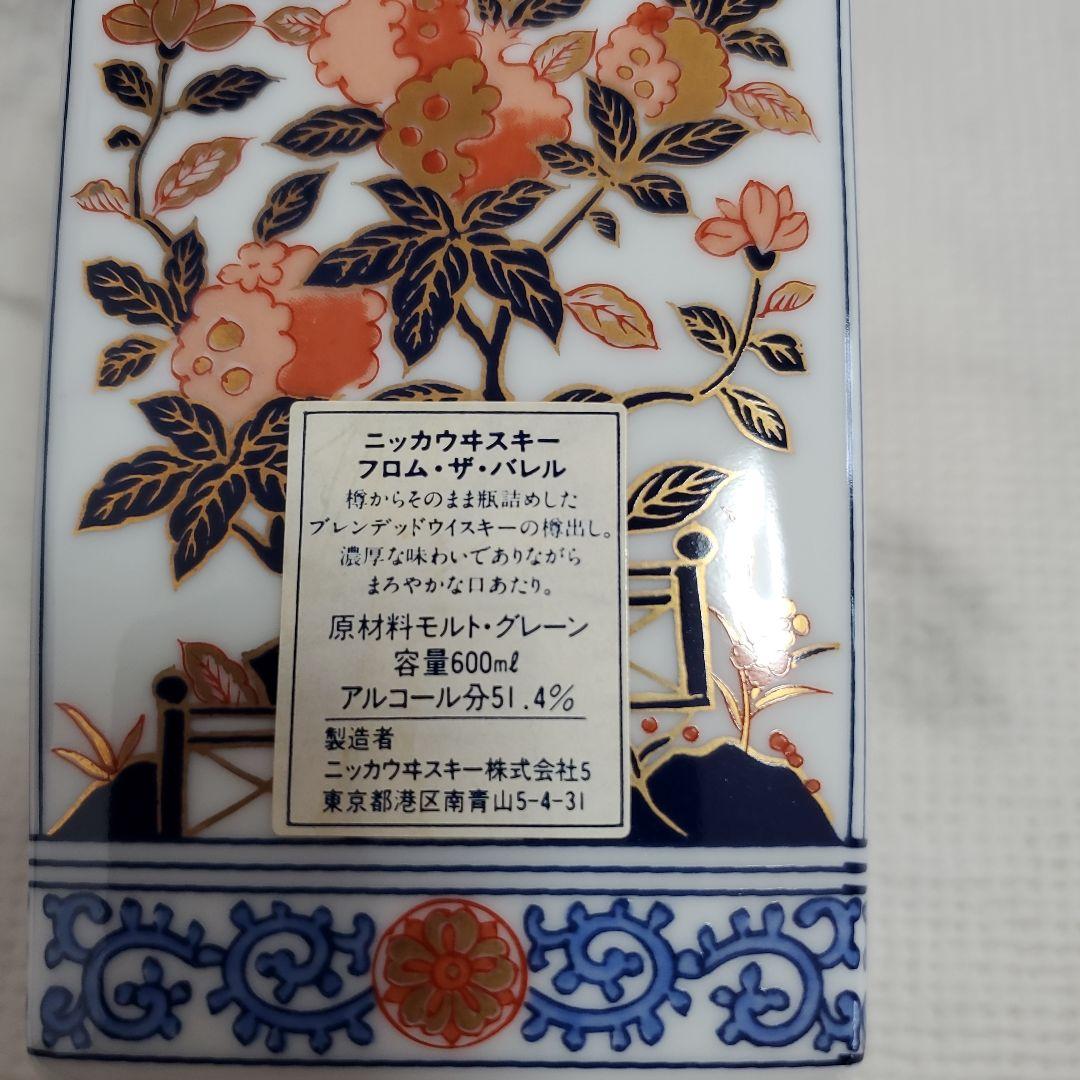 ニッカウヰスキー
フロム・ザ・バレル
樽からそのまま瓶詰めした
ブレンデッドウイスキーの樽出し。
濃厚な味わいでありながら
まろやかな口あたり。
原材料モルト・グレーン
容量600mℓ
アルコール分51.4%
製造者
ニッカウヰスキー株式会社5
東京都港区南青山5-4-31